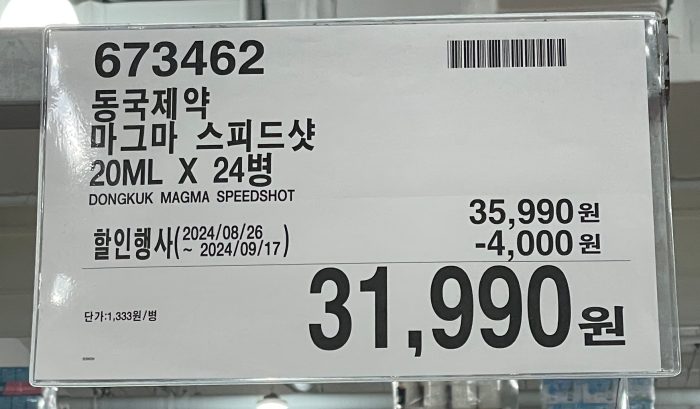 673462
동국제약
마그마 스피드샷
20ML X 24병
DONGKUK MAGMA SPEEDSHOT
35,990원
할인행사(2024/08/26
~ 2024/09/17)
-4,000원
31,990원
단가:1,333원/병